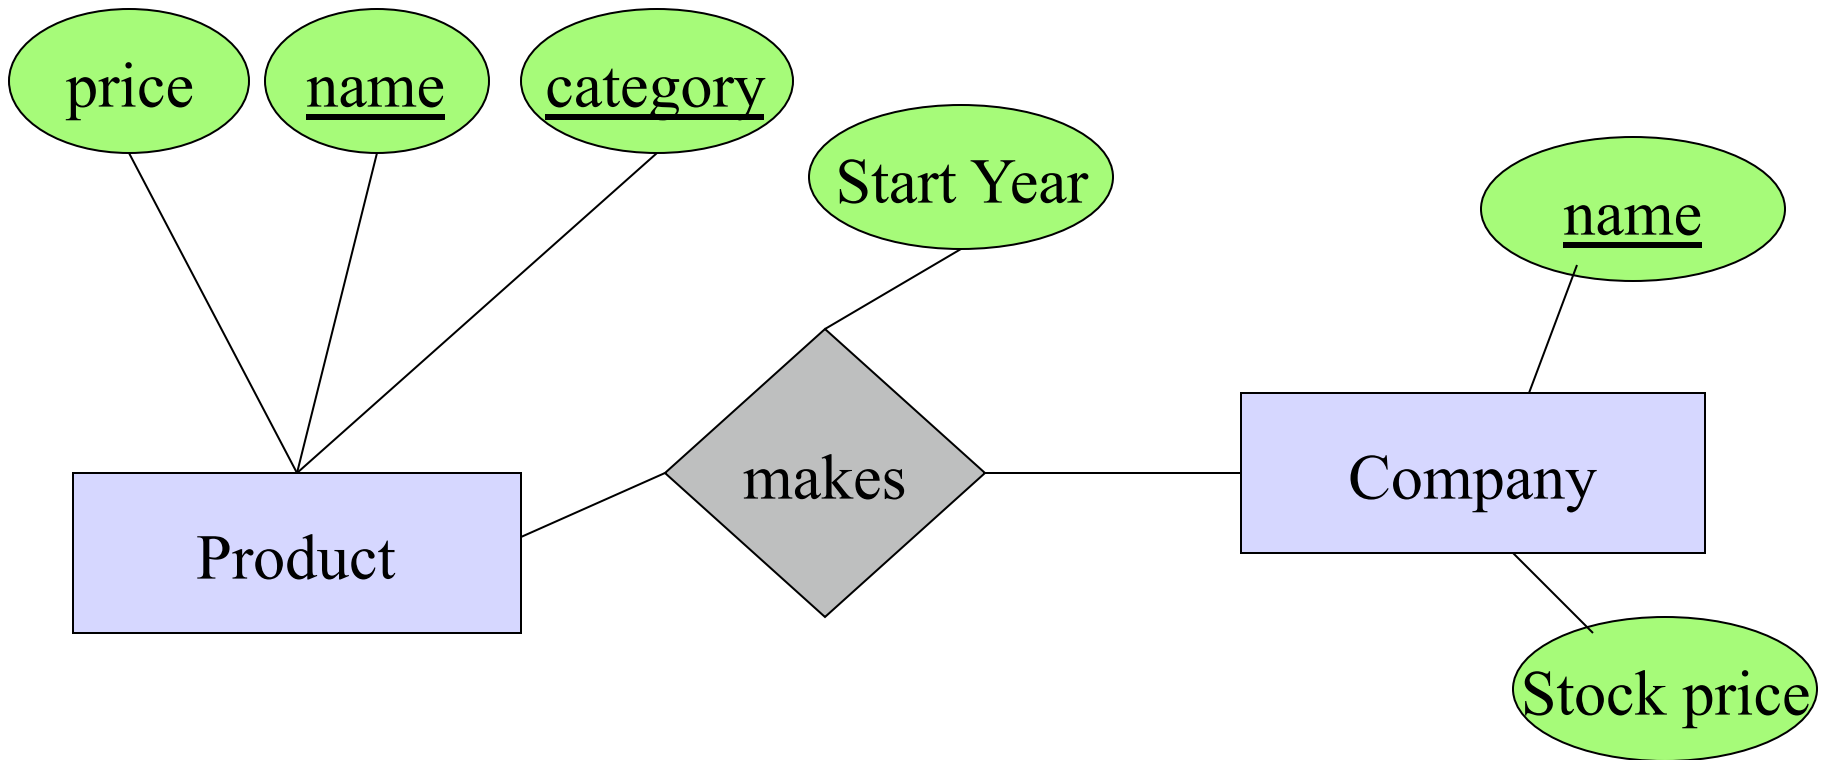 price
name
category
Start Year
name
makes
Company
Product
Stock price